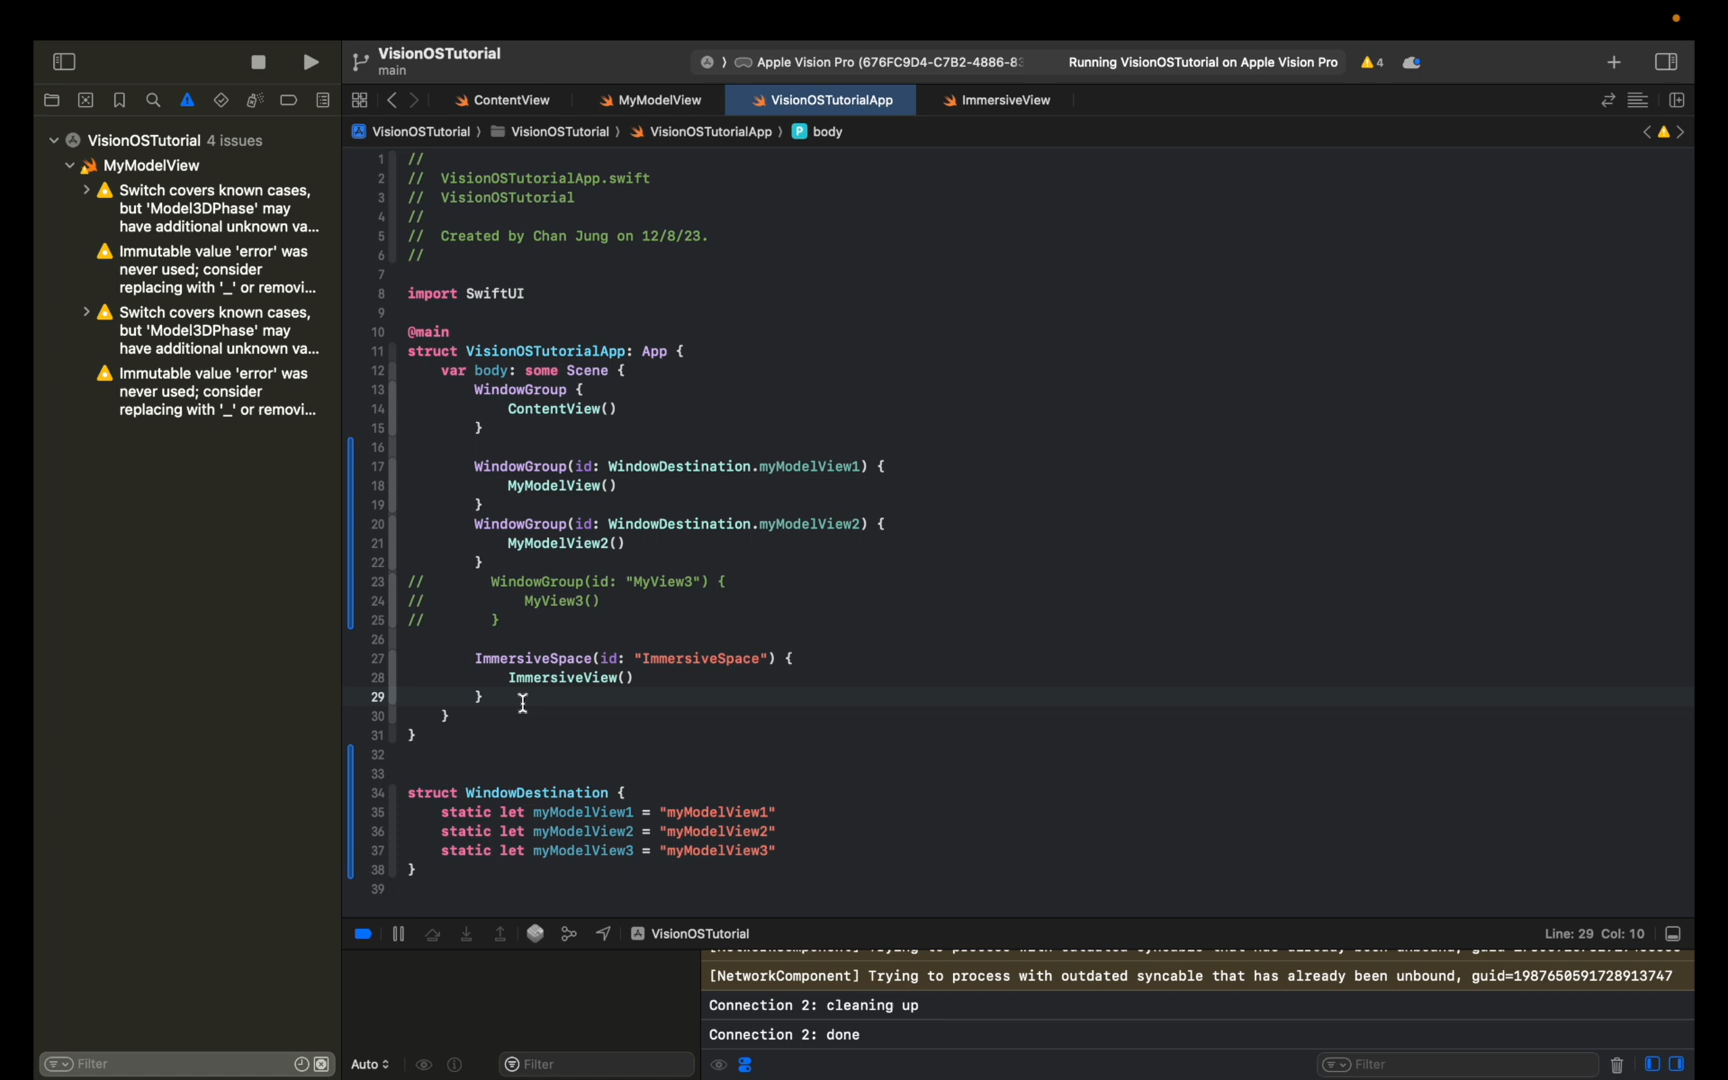 VisionOSTutorial
main
Apple Vision Pro (676FC9D4-C7B2-4886-83
Running VisionOSTutorial on Apple Vision Pro
4
ContentView
MyModelView
VisionOSTutorialApp
ImmersiveView
VisionOSTutorial
VisionOSTutorial
VisionOSTutorialApp
P body
VisionOSTutorial 4 issues
MyModelView
Switch covers known cases,
but 'Model3DPhase' may
have additional unknown va...
Immutable value 'error' was
never used; consider
replacing with '_' or removi...
Switch covers known cases,
but 'Model3DPhase' may
have additional unknown va...
Immutable value 'error' was
never used; consider
replacing with '_' or removi...
1 //
2 // VisionOSTutorialApp.swift
3 // VisionOSTutorial
4 //
5 // Created by Chan Jung on 12/8/23.
6 //
7
8 import SwiftUI
9
10 @main
11 struct VisionOSTutorialApp: App {
12 var body: some Scene {
13 WindowGroup {
14 ContentView()
15 }
16
17 WindowGroup(id: WindowDestination.myModelView1) {
18 MyModelView()
19 }
20 WindowGroup(id: WindowDestination.myModelView2) {
21 MyModelView2()
22 }
23 // WindowGroup(id: "MyView3") {
24 // MyView3()
25 // }
26
27 ImmersiveSpace(id: "ImmersiveSpace") {
28 ImmersiveView()
29 }
30 }
31 }
32
33
34 struct WindowDestination {
35 static let myModelView1 = "myModelView1"
36 static let myModelView2 = "myModelView2"
37 static let myModelView3 = "myModelView3"
38 }
39
VisionOSTutorial
Line: 29 Col: 10
[NetworkComponent] Trying to process with outdated syncable that has already been unbound, guid=1987650591728913747
Connection 2: cleaning up
Connection 2: done
Filter
Auto
Filter
Filter